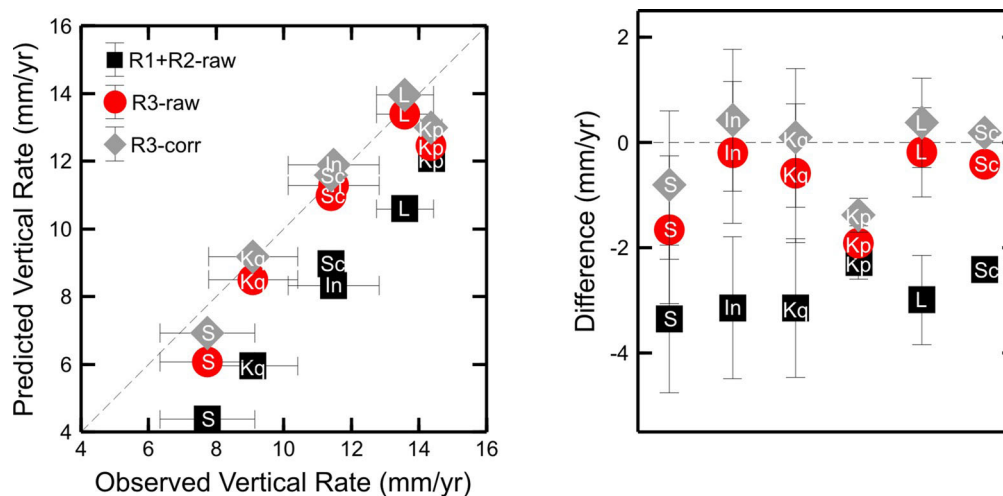 16
14
12
10
8
6
4
4
6
8
10
12
14
16
Predicted Vertical Rate (mm/yr)
Observed Vertical Rate (mm/yr)
R1+R2-raw
R3-raw
R3-corr
L
L
Kp
Kp
Kp
L
In
Sc
Sc
Sc
In
Kq
Kq
Kq
S
S
S
2
0
-2
-4
Difference (mm/yr)
S
S
S
In
In
In
Kq
Kq
Kq
Kp
Kp
Kp
L
L
L
Sc
Sc
Sc